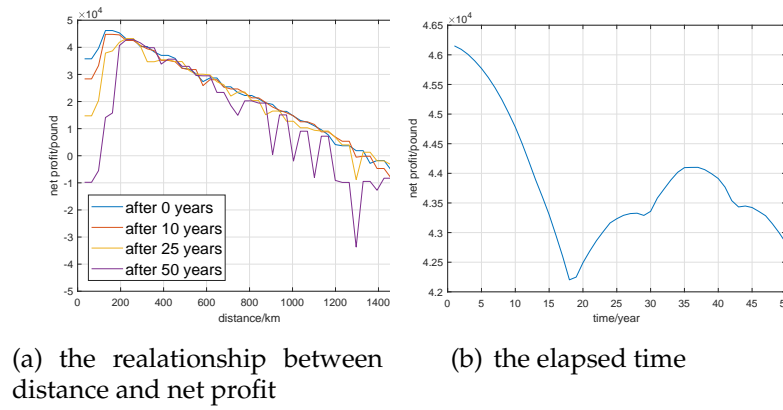 ×10⁴
5
4
3
2
1
0
-1
-2
-3
-4
-5
net profit/pound
after 0 years
after 10 years
after 25 years
after 50 years
0 200 400 600 800 1000 1200 1400
distance/km
×10⁴
4.65
4.6
4.55
4.5
4.45
4.4
4.35
4.3
4.25
4.2
net profit/pound
0 5 10 15 20 25 30 35 40 45 50
time/year
(a) the realationship between
distance and net profit
(b) the elapsed time